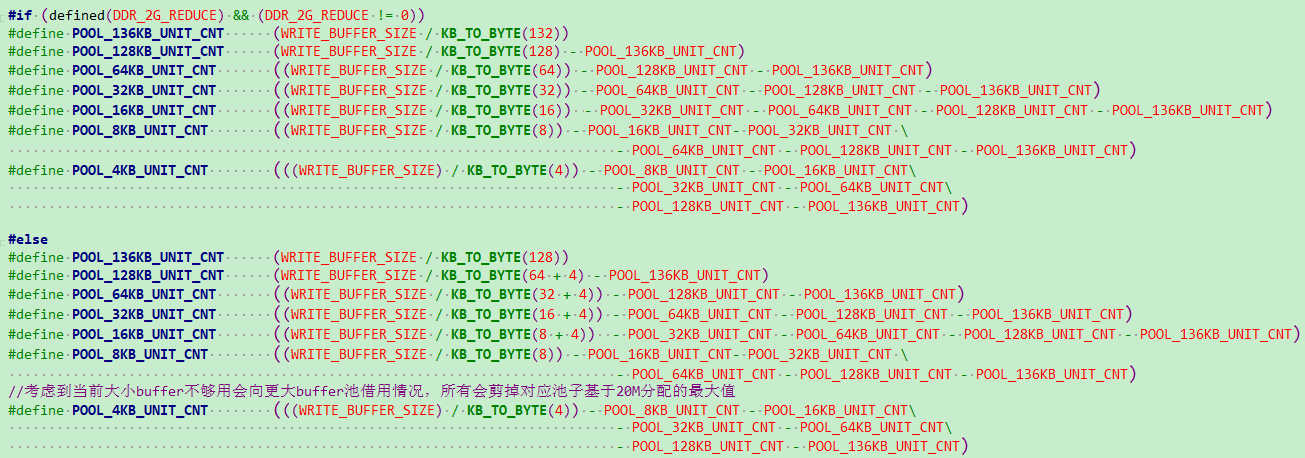 #if (defined(DDR_2G_REDUCE) && (DDR_2G_REDUCE != 0))
#define POOL_136KB_UNIT_CNT (WRITE_BUFFER_SIZE / KB_TO_BYTE(132))
#define POOL_128KB_UNIT_CNT (WRITE_BUFFER_SIZE / KB_TO_BYTE(128) - POOL_136KB_UNIT_CNT)
#define POOL_64KB_UNIT_CNT ((WRITE_BUFFER_SIZE / KB_TO_BYTE(64)) - POOL_128KB_UNIT_CNT - POOL_136KB_UNIT_CNT)
#define POOL_32KB_UNIT_CNT ((WRITE_BUFFER_SIZE / KB_TO_BYTE(32)) - POOL_64KB_UNIT_CNT - POOL_128KB_UNIT_CNT - POOL_136KB_UNIT_CNT)
#define POOL_16KB_UNIT_CNT ((WRITE_BUFFER_SIZE / KB_TO_BYTE(16)) - POOL_32KB_UNIT_CNT - POOL_64KB_UNIT_CNT - POOL_128KB_UNIT_CNT - POOL_136KB_UNIT_CNT)
#define POOL_8KB_UNIT_CNT ((WRITE_BUFFER_SIZE / KB_TO_BYTE(8)) - POOL_16KB_UNIT_CNT- POOL_32KB_UNIT_CNT \
- POOL_64KB_UNIT_CNT - POOL_128KB_UNIT_CNT - POOL_136KB_UNIT_CNT)
#define POOL_4KB_UNIT_CNT (((WRITE_BUFFER_SIZE) / KB_TO_BYTE(4)) - POOL_8KB_UNIT_CNT - POOL_16KB_UNIT_CNT\
- POOL_32KB_UNIT_CNT - POOL_64KB_UNIT_CNT\
- POOL_128KB_UNIT_CNT - POOL_136KB_UNIT_CNT)
#else
#define POOL_136KB_UNIT_CNT (WRITE_BUFFER_SIZE / KB_TO_BYTE(128))
#define POOL_128KB_UNIT_CNT (WRITE_BUFFER_SIZE / KB_TO_BYTE(64 + 4) - POOL_136KB_UNIT_CNT)
#define POOL_64KB_UNIT_CNT ((WRITE_BUFFER_SIZE / KB_TO_BYTE(32 + 4)) - POOL_128KB_UNIT_CNT - POOL_136KB_UNIT_CNT)
#define POOL_32KB_UNIT_CNT ((WRITE_BUFFER_SIZE / KB_TO_BYTE(16 + 4)) - POOL_64KB_UNIT_CNT - POOL_128KB_UNIT_CNT - POOL_136KB_UNIT_CNT)
#define POOL_16KB_UNIT_CNT ((WRITE_BUFFER_SIZE / KB_TO_BYTE(8 + 4)) - POOL_32KB_UNIT_CNT - POOL_64KB_UNIT_CNT - POOL_128KB_UNIT_CNT - POOL_136KB_UNIT_CNT)
#define POOL_8KB_UNIT_CNT ((WRITE_BUFFER_SIZE / KB_TO_BYTE(8)) - POOL_16KB_UNIT_CNT- POOL_32KB_UNIT_CNT \
- POOL_64KB_UNIT_CNT - POOL_128KB_UNIT_CNT - POOL_136KB_UNIT_CNT)
//考虑到当前大小buffer不够用会向更大buffer池借用情况，所有会剪掉对应池子基于20M分配的最大值
#define POOL_4KB_UNIT_CNT (((WRITE_BUFFER_SIZE) / KB_TO_BYTE(4)) - POOL_8KB_UNIT_CNT - POOL_16KB_UNIT_CNT\
- POOL_32KB_UNIT_CNT - POOL_64KB_UNIT_CNT\
- POOL_128KB_UNIT_CNT - POOL_136KB_UNIT_CNT)